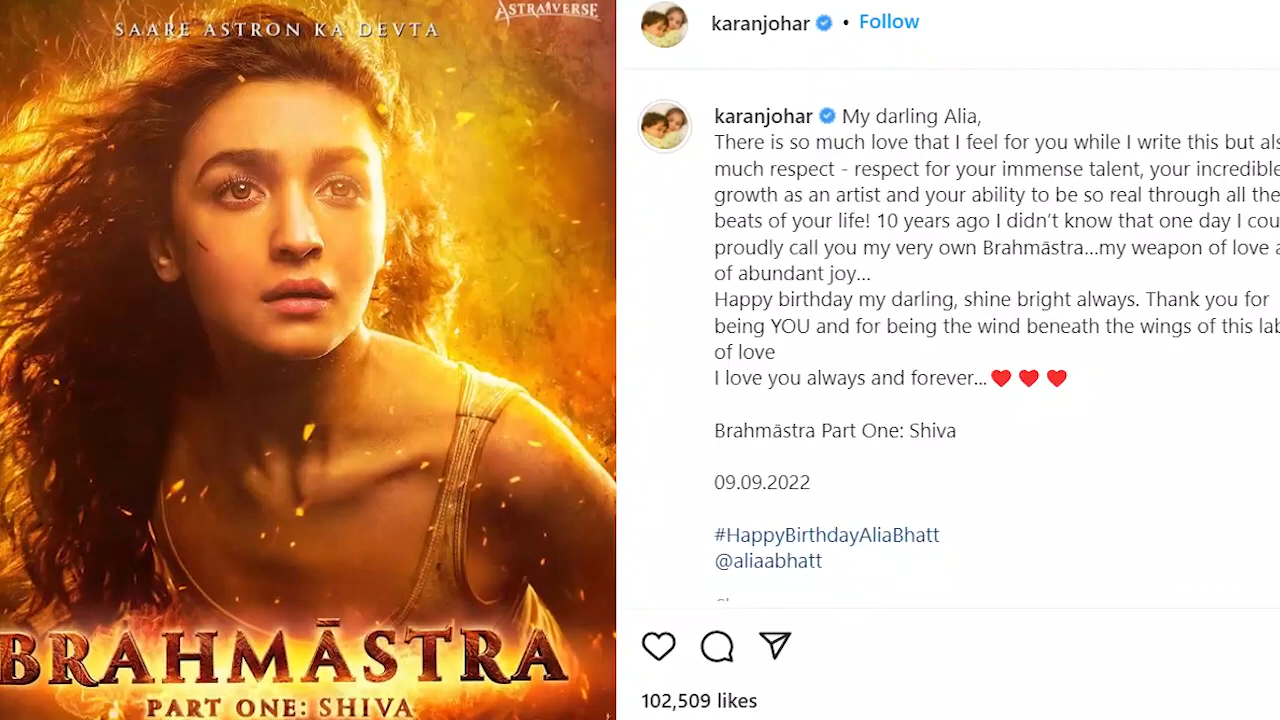 SAARE ASTRON KA DEVTA
ASTRAVERSE
BRAHMĀSTRA
PART ONE: SHIVA
karanjohar • Follow
karanjohar My darling Alia,
There is so much love that I feel for you while I write this but
much respect - respect for your immense talent, your incredible
growth as an artist and your ability to be so real through all the
beats of your life! 10 years ago I didn’t know that one day I
proudly call you my very own Brahmāstra...my weapon of love
of abundant joy...
Happy birthday my darling, shine bright always. Thank you for
being YOU and for being the wind beneath the wings of this
of love
I love you always and forever...❤️ ❤️ ❤️
Brahmāstra Part One: Shiva
09.09.2022
#HappyBirthdayAliaBhatt
@aliaabhatt
102,509 likes